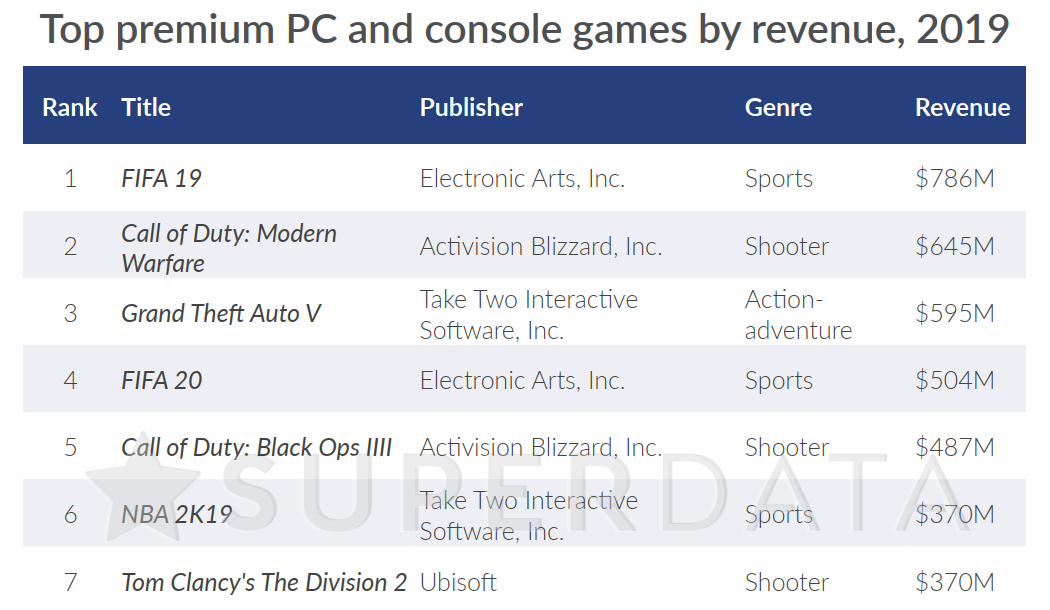 Top premium PC and console games by revenue, 2019
Rank Title Publisher Genre Revenue
1 FIFA 19 Electronic Arts, Inc. Sports $786M
2 Call of Duty: Modern Warfare Activision Blizzard, Inc. Shooter $645M
3 Grand Theft Auto V Take Two Interactive Software, Inc. Action-adventure $595M
4 FIFA 20 Electronic Arts, Inc. Sports $504M
5 Call of Duty: Black Ops IIII Activision Blizzard, Inc. Shooter $487M
6 NBA 2K19 Take Two Interactive Software, Inc. Sports $370M
7 Tom Clancy's The Division 2 Ubisoft Shooter $370M
SUPERDATA